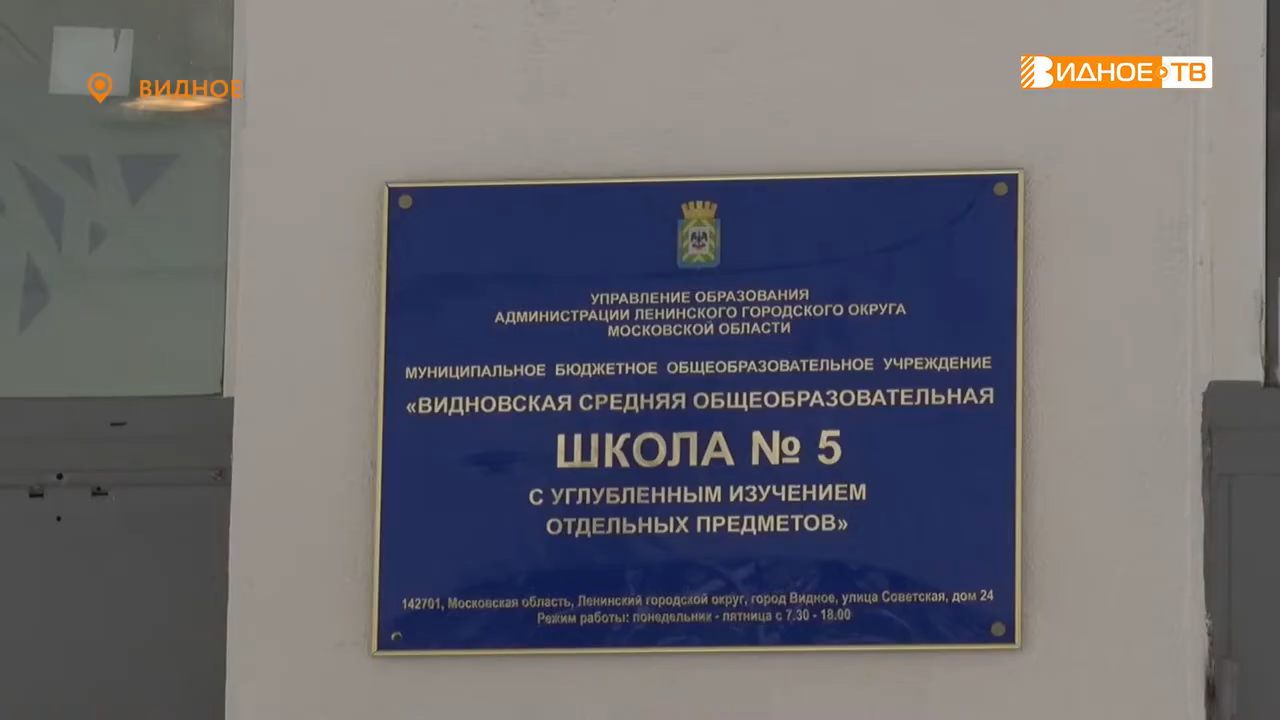 ВИДНОЕ
ВИДНОЕ ТВ
УПРАВЛЕНИЕ ОБРАЗОВАНИЯ
АДМИНИСТРАЦИИ ЛЕНИНСКОГО ГОРОДСКОГО ОКРУГА
МОСКОВСКОЙ ОБЛАСТИ
МУНИЦИПАЛЬНОЕ БЮДЖЕТНОЕ ОБЩЕОБРАЗОВАТЕЛЬНОЕ УЧРЕЖДЕНИЕ
«ВИДНОВСКАЯ СРЕДНЯЯ ОБЩЕОБРАЗОВАТЕЛЬНАЯ
ШКОЛА № 5
С УГЛУБЛЕННЫМ ИЗУЧЕНИЕМ
ОТДЕЛЬНЫХ ПРЕДМЕТОВ»
142701, Московская область, Ленинский городской округ, город Видное, улица Советская, дом 24
Режим работы: понедельник - пятница с 7.30 - 18.00